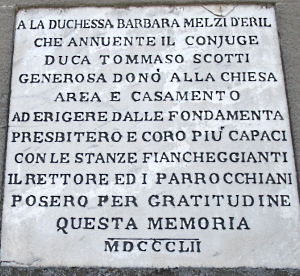 A LA DUCHESSA BARBARA MELZI D'ERIL
CHE ANNUENTE IL CONJUGE
DUCA TOMMASO SCOTTI
GENEROSA DONÒ ALLA CHIESA
AREA E CASAMENTO
AD ERIGERE DALLE FONDAMENTA
PRESBITERO E CORO PIÙ CAPACI
CON LE STANZE FIANCHEGGIANTI
IL RETTORE ED I PARROCCHIANI
POSERO PER GRATITUDINE
QUESTA MEMORIA
MDCCCLII